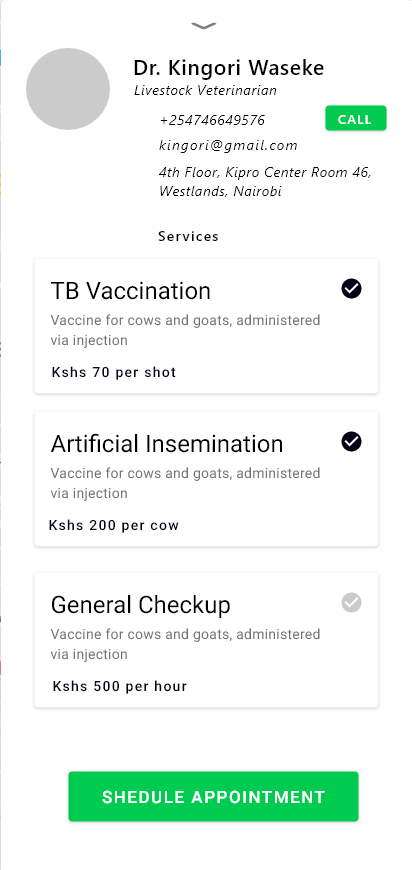 Dr. Kingori Waseke
Livestock Veterinarian
+254746649576
CALL
kingori@gmail.com
4th Floor, Kipro Center Room 46,
Westlands, Nairobi
Services
TB Vaccination
Vaccine for cows and goats, administered
via injection
Kshs 70 per shot
Artificial Insemination
Vaccine for cows and goats, administered
via injection
Kshs 200 per cow
General Checkup
Vaccine for cows and goats, administered
via injection
Kshs 500 per hour
SHEDULE APPOINTMENT